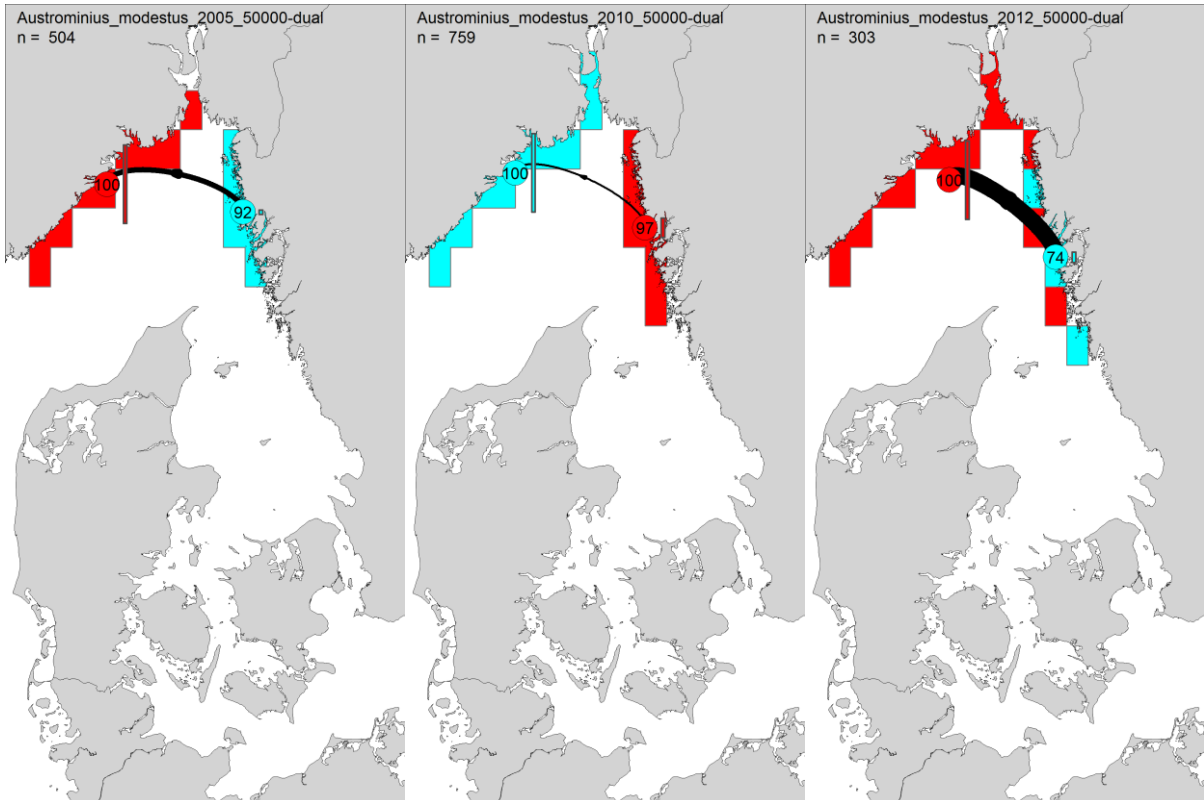 Austrominius_modestus_2005_50000-dual
n = 504
100
92
Austrominius_modestus_2010_50000-dual
n = 759
100
97
Austrominius_modestus_2012_50000-dual
n = 303
100
74